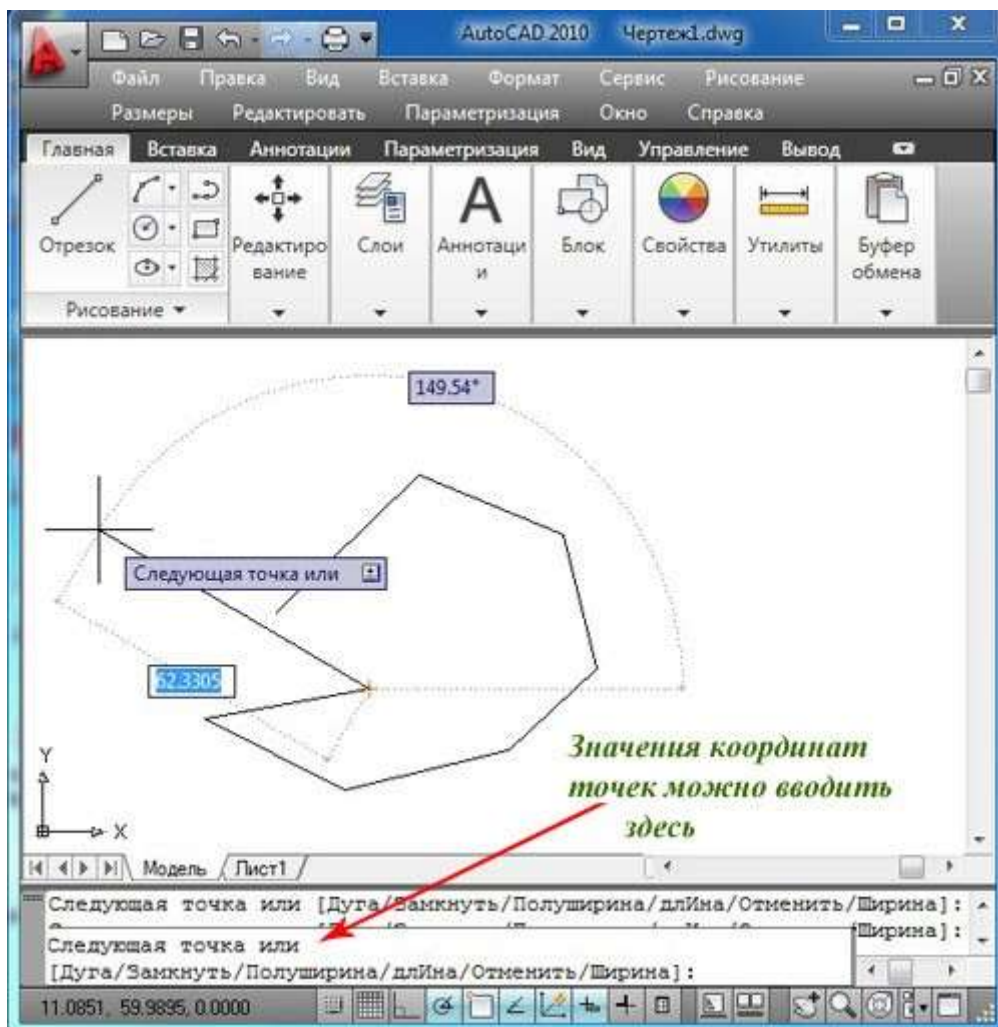 AutoCAD 2010 Чертеж1.dwg
Файл Правка Вид Вставка Формат Сервис Рисование
Размеры Редактировать Параметризация Окно Справка
Главная Вставка Аннотации Параметризация Вид Управление Вывод
Отрезок Редактиро Слои Аннотаци Блок Свойства Утилиты Буфер
вание и обмена
Рисование
149.54°
Следующая точка или
62.3305
Значения координат
точек можно вводить
здесь
Y
X
Модель Лист1
Следующая точка или [Дуга/Замкнуть/Полуширина/длИна/Отменить/Ширина]:
/Ширина]:
Следующая точка или
[Дуга/Замкнуть/Полуширина/длИна/Отменить/Ширина]:
11.0851, 59.9895, 0.0000